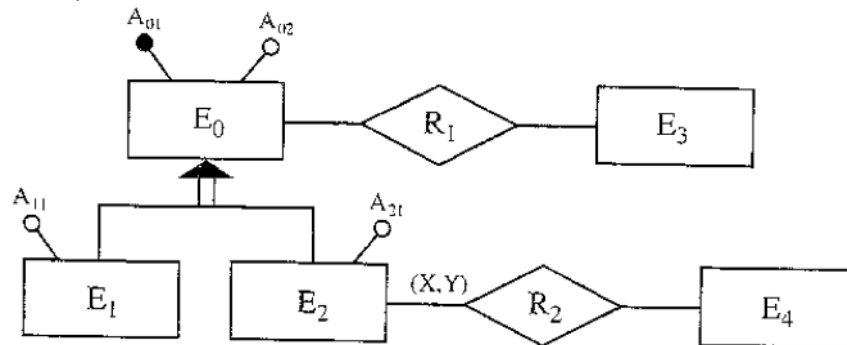 A₀₁ A₀₂
E₀ R₁ E₃
A₁₁ A₂₁
E₁ E₂ (X,Y) R₂ E₄